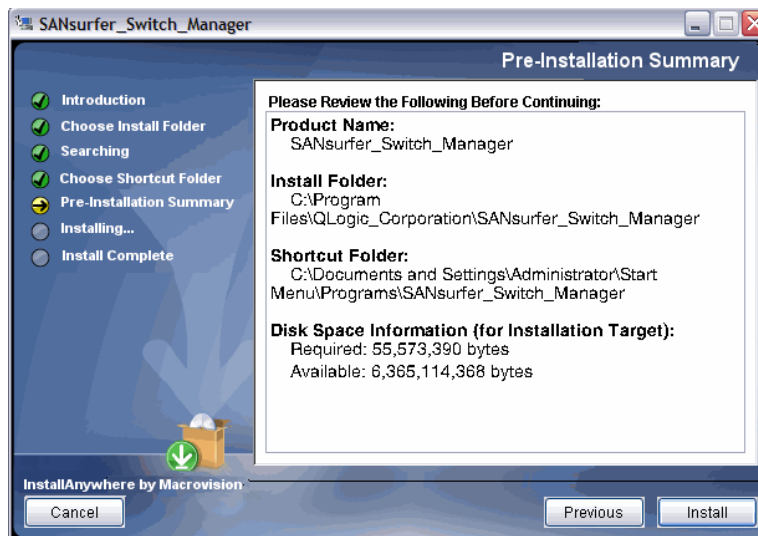 SANsurfer_Switch_Manager
Pre-Installation Summary
Introduction
Choose Install Folder
Searching
Choose Shortcut Folder
Pre-Installation Summary
Installing...
Install Complete
Please Review the Following Before Continuing:
Product Name:
SANsurfer_Switch_Manager
Install Folder:
C:\Program
Files\QLogic_Corporation\SANsurfer_Switch_Manager
Shortcut Folder:
C:\Documents and Settings\Administrator\Start
Menu\Programs\SANsurfer_Switch_Manager
Disk Space Information (for Installation Target):
Required: 55,573,390 bytes
Available: 6,365,114,368 bytes
InstallAnywhere by Macrovision
Cancel
Previous
Install